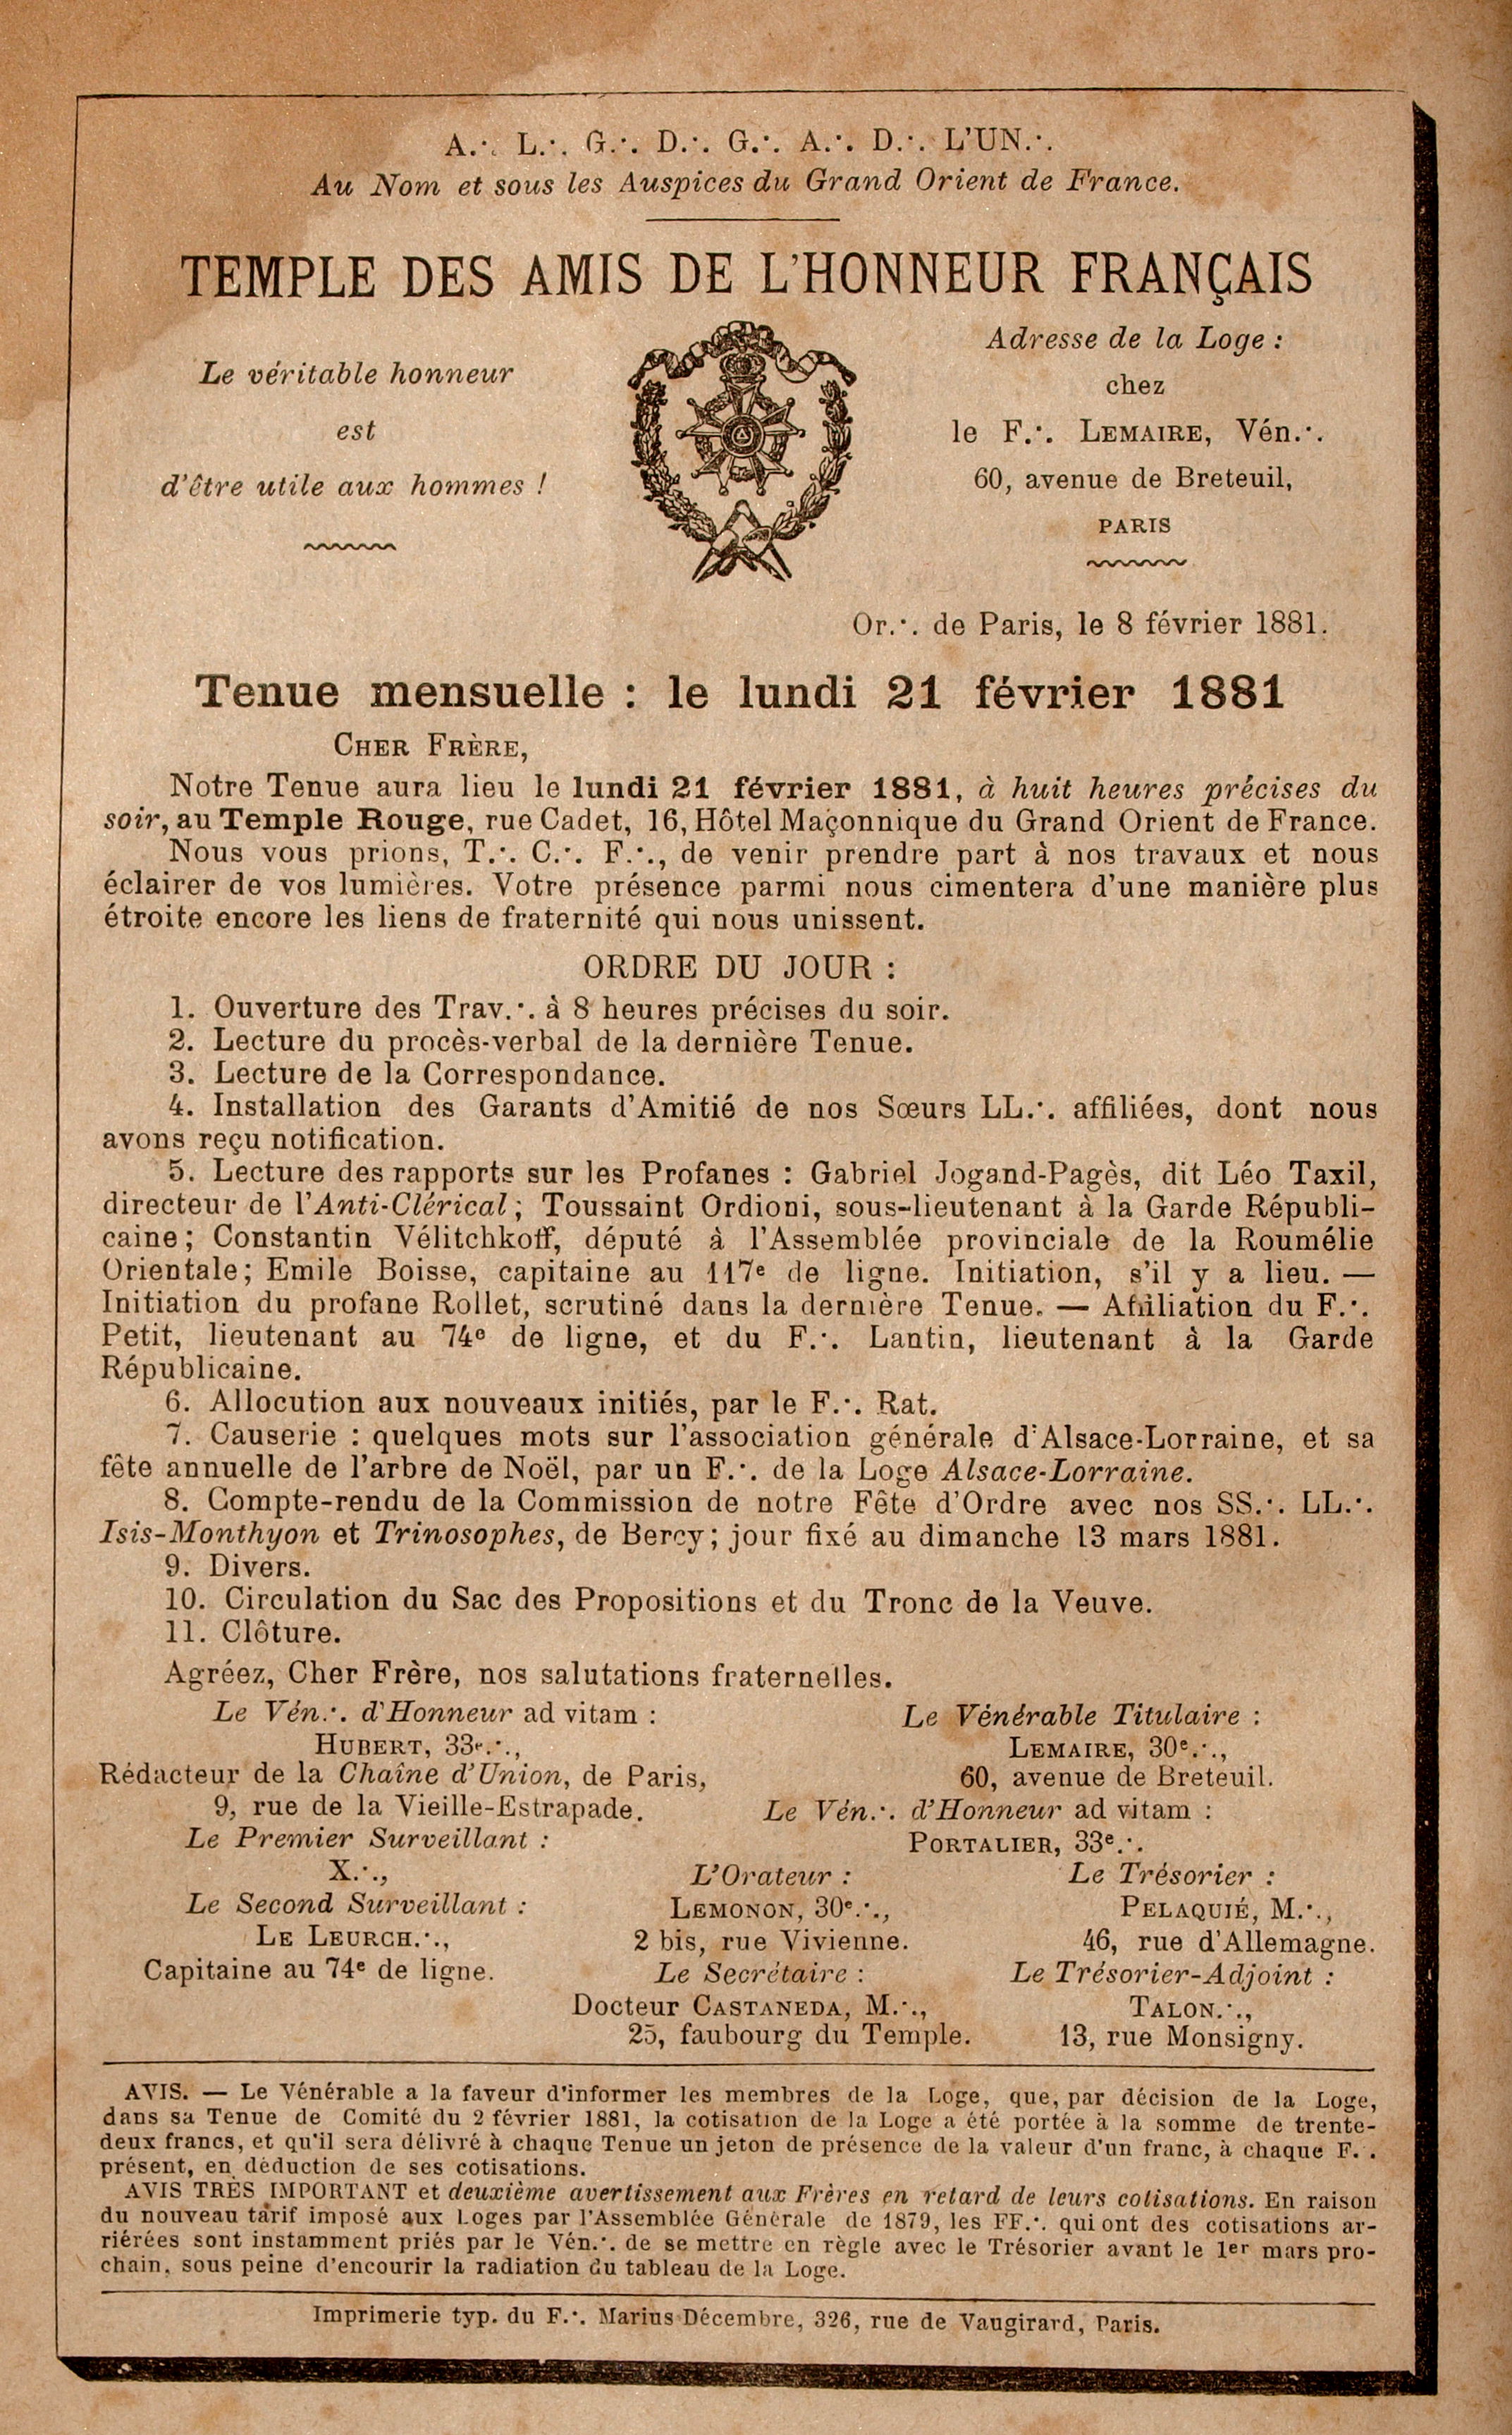 A.·. L.·. G.·. D.·. G.·. A.·. D.·. L'UN.·.
Au Nom et sous les Auspices du Grand Orient de France.
TEMPLE DES AMIS DE L'HONNEUR FRANÇAIS
Le véritable honneur
est
d'être utile aux hommes !
Adresse de la Loge :
chez
le F.·. LEMAIRE, Vén.·.
60, avenue de Breteuil,
PARIS
Or.·. de Paris, le 8 février 1881.
Tenue mensuelle : le lundi 21 février 1881
CHER FRÈRE,
Notre Tenue aura lieu le lundi 21 février 1881, à huit heures précises du
soir, au Temple Rouge, rue Cadet, 16, Hôtel Maçonnique du Grand Orient de France.
Nous vous prions, T.·. C.·. F.·., de venir prendre part à nos travaux et nous
éclairer de vos lumières. Votre présence parmi nous cimentera d'une manière plus
étroite encore les liens de fraternité qui nous unissent.
ORDRE DU JOUR :
1. Ouverture des Trav.·. à 8 heures précises du soir.
2. Lecture du procès-verbal de la dernière Tenue.
3. Lecture de la Correspondance.
4. Installation des Garants d'Amitié de nos Sœurs LL.·. affiliées, dont nous
avons reçu notification.
5. Lecture des rapports sur les Profanes : Gabriel Jogand-Pagès, dit Léo Taxil,
directeur de l'Anti-Clérical ; Toussaint Ordioni, sous-lieutenant à la Garde Républi-
caine ; Constantin Vélitchkoff, député à l'Assemblée provinciale de la Roumélie
Orientale ; Emile Boisse, capitaine au 117e de ligne. Initiation, s'il y a lieu. —
Initiation du profane Rollet, scrutiné dans la dernière Tenue. — Affiliation du F.·.
Petit, lieutenant au 74e de ligne, et du F.·. Lantin, lieutenant à la Garde
Républicaine.
6. Allocution aux nouveaux initiés, par le F.·. Rat.
7. Causerie : quelques mots sur l'association générale d'Alsace-Lorraine, et sa
fête annuelle de l'arbre de Noël, par un F.·. de la Loge Alsace-Lorraine.
8. Compte-rendu de la Commission de notre Fête d'Ordre avec nos SS.·. LL.·.
Isis-Monthyon et Trinosophes, de Bercy ; jour fixé au dimanche 13 mars 1881.
9. Divers.
10. Circulation du Sac des Propositions et du Tronc de la Veuve.
11. Clôture.
Agréez, Cher Frère, nos salutations fraternelles.
Le Vén.·. d'Honneur ad vitam :
HUBERT, 33e.·.,
Rédacteur de la Chaîne d'Union, de Paris,
9, rue de la Vieille-Estrapade.
Le Vénérable Titulaire :
LEMAIRE, 30e.·.,
60, avenue de Breteuil.
Le Vén.·. d'Honneur ad vitam :
PORTALIER, 33e.·.
Le Premier Surveillant :
X.·.,
Le Second Surveillant :
LE LEURCH.·.,
Capitaine au 74e de ligne.
L'Orateur :
LEMONON, 30e.·.,
2 bis, rue Vivienne.
Le Secrétaire :
Docteur CASTANEDA, M.·.,
25, faubourg du Temple.
Le Trésorier :
PELAQUIÉ, M.·.,
46, rue d'Allemagne.
Le Trésorier-Adjoint :
TALON.·.,
13, rue Monsigny.
AVIS. — Le Vénérable a la faveur d'informer les membres de la Loge, que, par décision de la Loge,
dans sa Tenue de Comité du 2 février 1881, la cotisation de la Loge a été portée à la somme de trente-
deux francs, et qu'il sera délivré à chaque Tenue un jeton de présence de la valeur d'un franc, à chaque F.·.
présent, en déduction de ses cotisations.
AVIS TRÈS IMPORTANT et deuxième avertissement aux Frères en retard de leurs cotisations. En raison
du nouveau tarif imposé aux Loges par l'Assemblée Générale de 1879, les FF.·. qui ont des cotisations ar-
riérées sont instamment priés par le Vén.·. de se mettre en règle avec le Trésorier avant le 1er mars pro-
chain, sous peine d'encourir la radiation du tableau de la Loge.
Imprimerie typ. du F.·. Marius Décembre, 326, rue de Vaugirard, Paris.